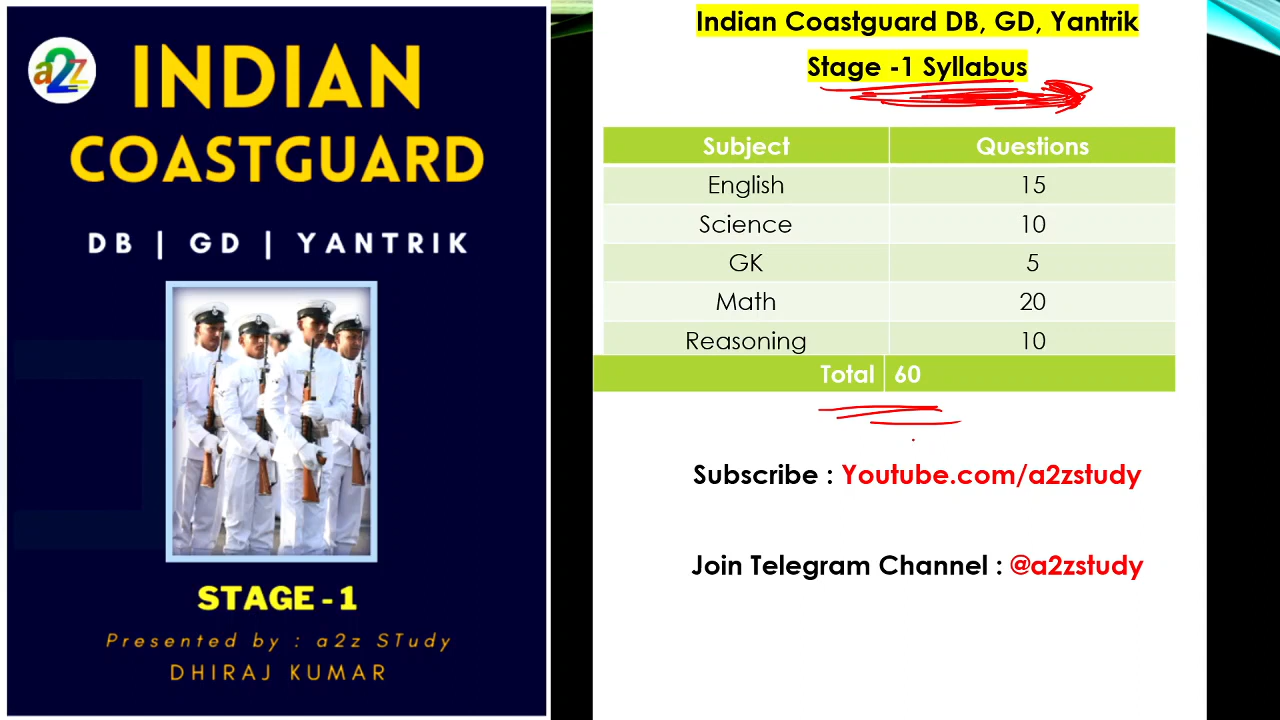 a2z
INDIAN
COASTGUARD
DB | GD | YANTRIK
STAGE - 1
Presented by : a2z STudy
DHIRAJ KUMAR
Indian Coastguard DB, GD, Yantrik
Stage -1 Syllabus
Subject Questions
English 15
Science 10
GK 5
Math 20
Reasoning 10
Total 60
Subscribe : Youtube.com/a2zstudy
Join Telegram Channel : @a2zstudy